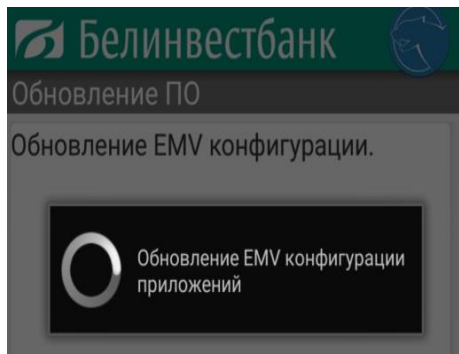 Белинвестбанк
Обновление ПО
Обновление EMV конфигурации.
Обновление EMV конфигурации
приложений